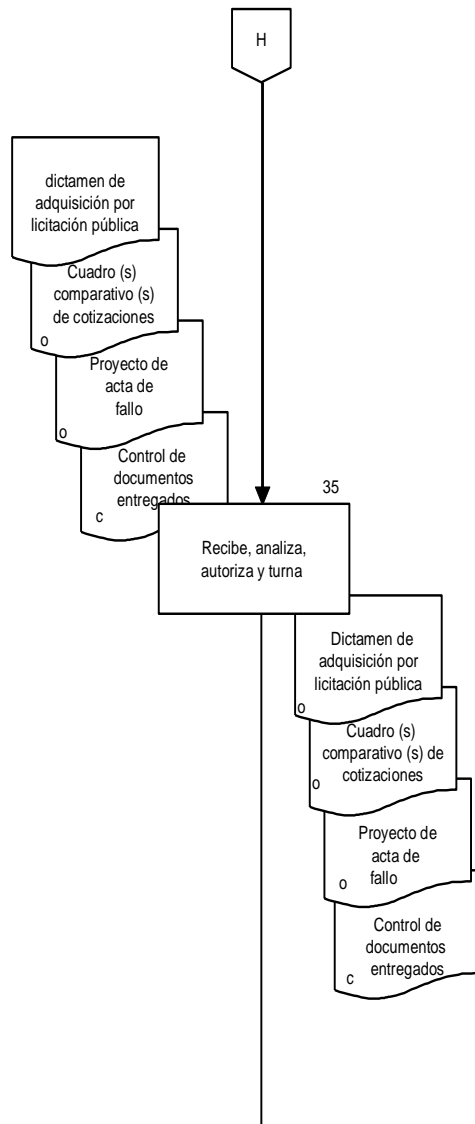 H
dictamen de
adquisición por
licitación pública
Cuadro (s)
comparativo (s)
de cotizaciones
o
Proyecto de
acta de
fallo
o
Control de
documentos
entregados
c
35
Recibe, analiza,
autoriza y turna
Dictamen de
adquisición por
licitación pública
o
Cuadro (s)
comparativo (s) de
cotizaciones
o
Proyecto de
acta de
fallo
o
Control de
documentos
entregados
c